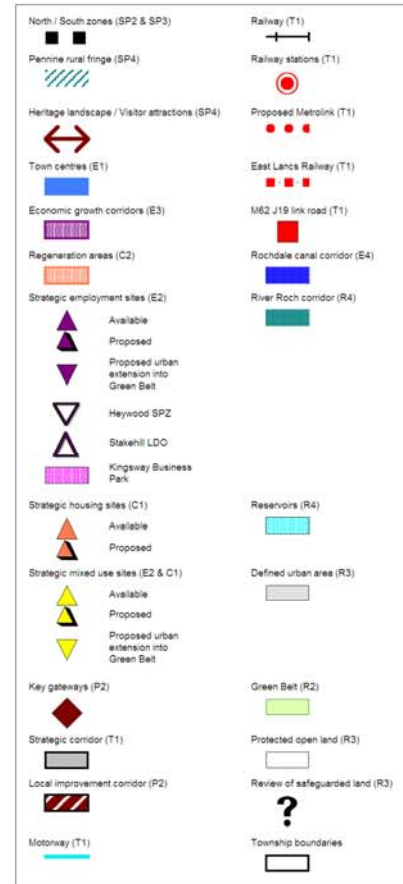 North / South zones (SP2 & SP3)
Pennine rural fringe (SP4)
Heritage landscape / Visitor attractions (SP4)
Town centres (E1)
Economic growth corridors (E3)
Regeneration areas (C2)
Strategic employment sites (E2)
Available
Proposed
Proposed urban
extension into
Green Belt
Heywood SPZ
Stakehill LDO
Kingsway Business
Park
Strategic housing sites (C1)
Available
Proposed
Strategic mixed use sites (E2 & C1)
Available
Proposed
Proposed urban
extension into
Green Belt
Key gateways (P2)
Strategic corridor (T1)
Local improvement corridor (P2)
Motorway (T1)
Railway (T1)
Railway stations (T1)
Proposed Metrolink (T1)
East Lancs Railway (T1)
M62 J19 link road (T1)
Rochdale canal corridor (E4)
River Roch corridor (R4)
Reservoirs (R4)
Defined urban area (R3)
Green Belt (R2)
Protected open land (R3)
Review of safeguarded land (R3)
?
Township boundaries